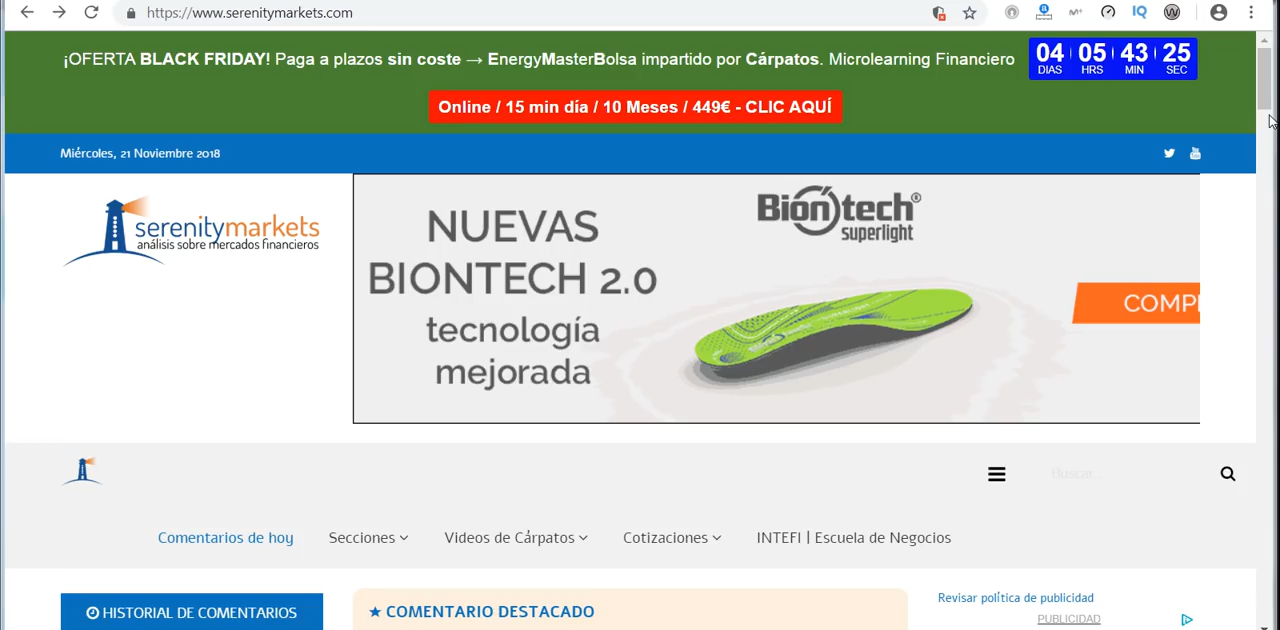 https://www.serenitymarkets.com
¡OFERTA BLACK FRIDAY! Paga a plazos sin coste → EnergyMasterBolsa impartido por Cárpatos. Microlearning Financiero
04 05 43 25
DIAS HRS MIN SEC
Online / 15 min día / 10 Meses / 449€ - CLIC AQUÍ
Miércoles, 21 Noviembre 2018
serenitymarkets
análisis sobre mercados financieros
NUEVAS
BIONTECH 2.0
tecnología
mejorada
Bióntech®
superlight
COMP
Buscar...
Comentarios de hoy Secciones Videos de Cárpatos Cotizaciones INTEFI | Escuela de Negocios
HISTORIAL DE COMENTARIOS
★ COMENTARIO DESTACADO
Revisar política de publicidad
PUBLICIDAD